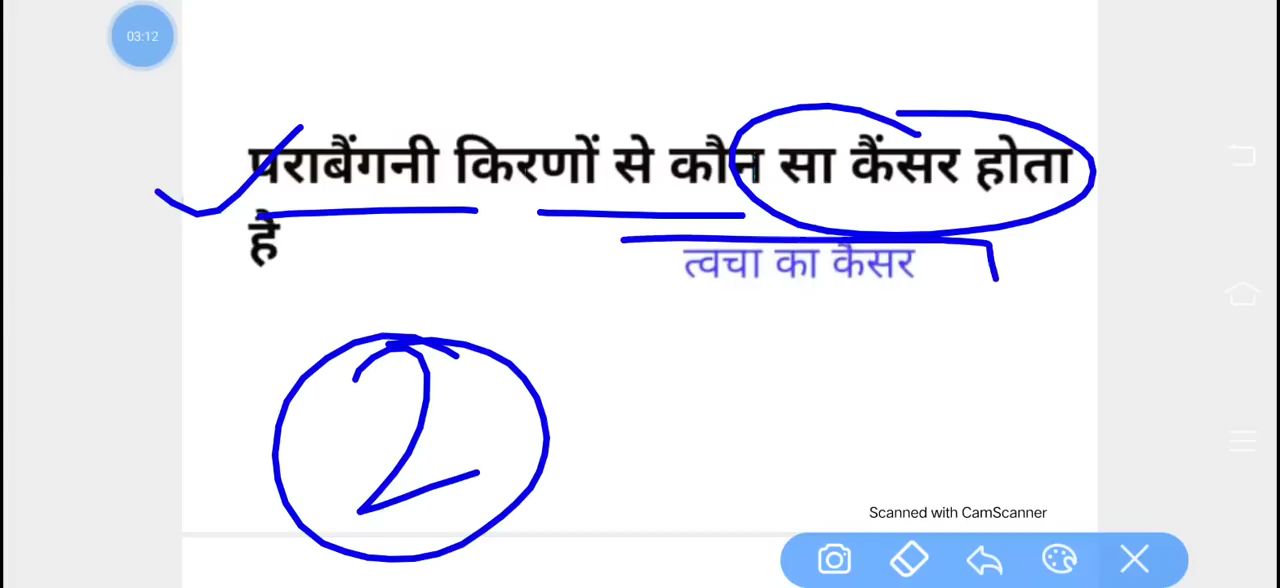 03:12
पराबैंगनी किरणों से कौन सा कैंसर होता
है
त्वचा का कैंसर
2
Scanned with CamScanner